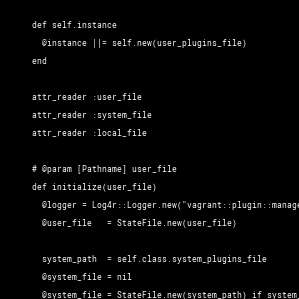 def self.instance
@instance ||= self.new(user_plugins_file)
end
attr_reader :user_file
attr_reader :system_file
attr_reader :local_file
# @param [Pathname] user_file
def initialize(user_file)
@logger = Log4r::Logger.new("vagrant::plugin::manage
@user_file   = StateFile.new(user_file)
system_path  = self.class.system_plugins_file
@system_file = nil
@system_file = StateFile.new(system_path) if system_